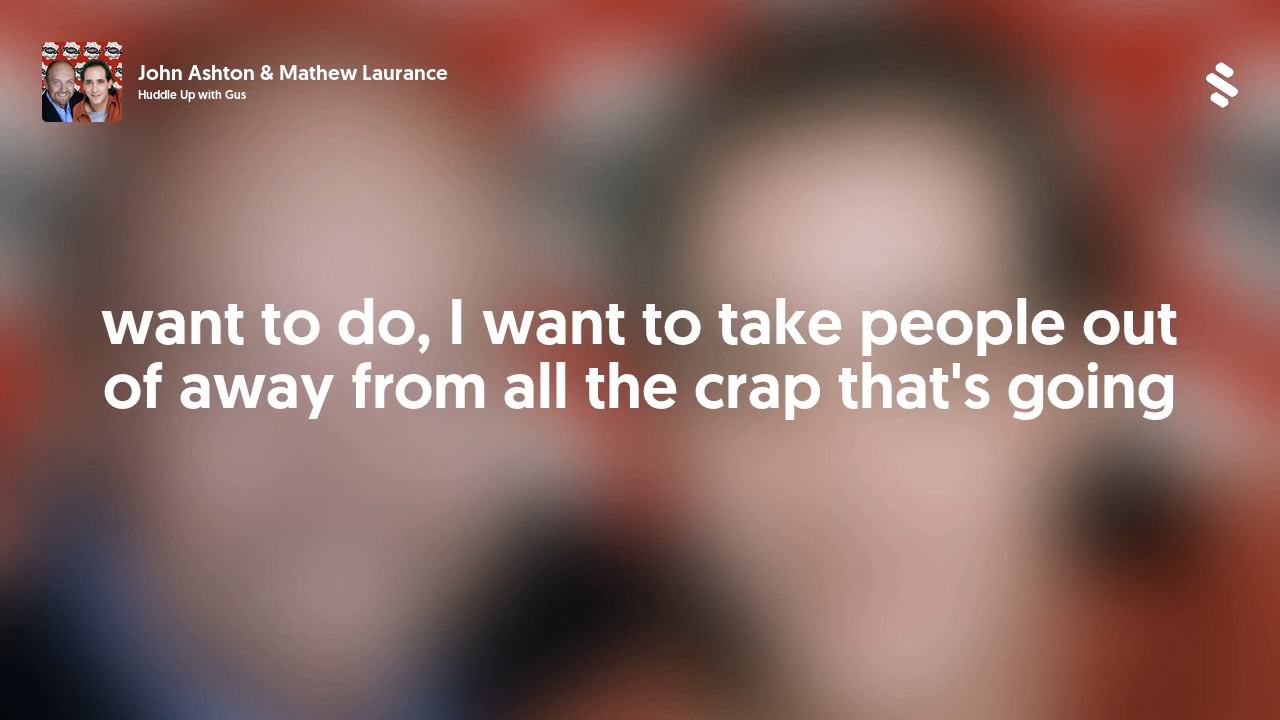 John Ashton & Mathew Laurance
Huddle Up with Gus
want to do, I want to take people out
of away from all the crap that's going